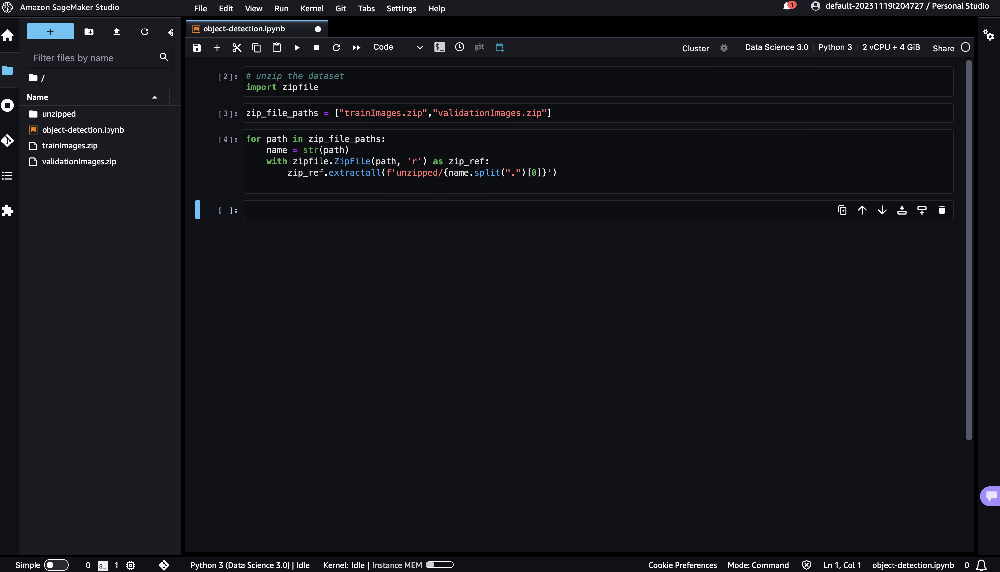 Amazon SageMaker Studio
File Edit View Run Kernel Git Tabs Settings Help
1
default-20231119t204727 / Personal Studio
object-detection.ipynb
Code
$_
git
Cluster
Data Science 3.0
Python 3
2 vCPU + 4 GiB
Share
Filter files by name
/
Name
...
unzipped
object-detection.ipynb
trainImages.zip
validationImages.zip
[2]:
# unzip the dataset
import zipfile
[3]:
zip_file_paths = ["trainImages.zip","validationImages.zip"]
[4]:
for path in zip_file_paths:
    name = str(path)
    with zipfile.ZipFile(path, 'r') as zip_ref:
        zip_ref.extractall(f'unzipped/{name.split(".")[0]}')
[ ]:
Simple 0 $_ 1
Python 3 (Data Science 3.0) | Idle
Kernel: Idle | Instance MEM
Cookie Preferences
Mode: Command
Ln 1, Col 1
object-detection.ipynb
0